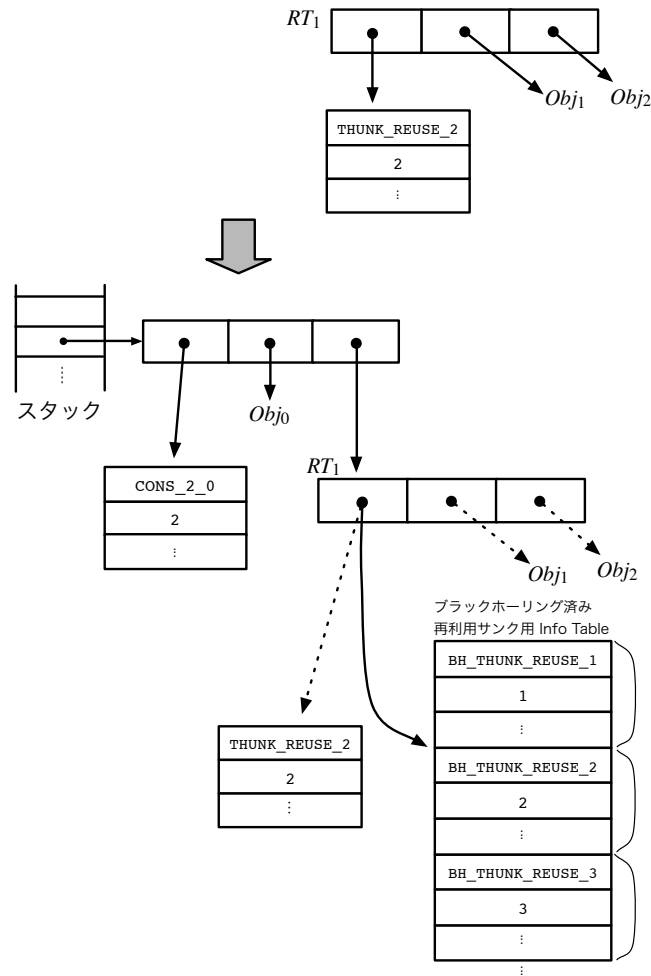 RT1
Obj1
Obj2
THUNK_REUSE_2
2
⋮
スタック
⋮
Obj0
CONS_2_0
2
⋮
RT1
Obj1
Obj2
ブラックホーリング済み
再利用サンク用 Info Table
THUNK_REUSE_2
2
⋮
BH_THUNK_REUSE_1
1
⋮
BH_THUNK_REUSE_2
2
⋮
BH_THUNK_REUSE_3
3
⋮
⋮